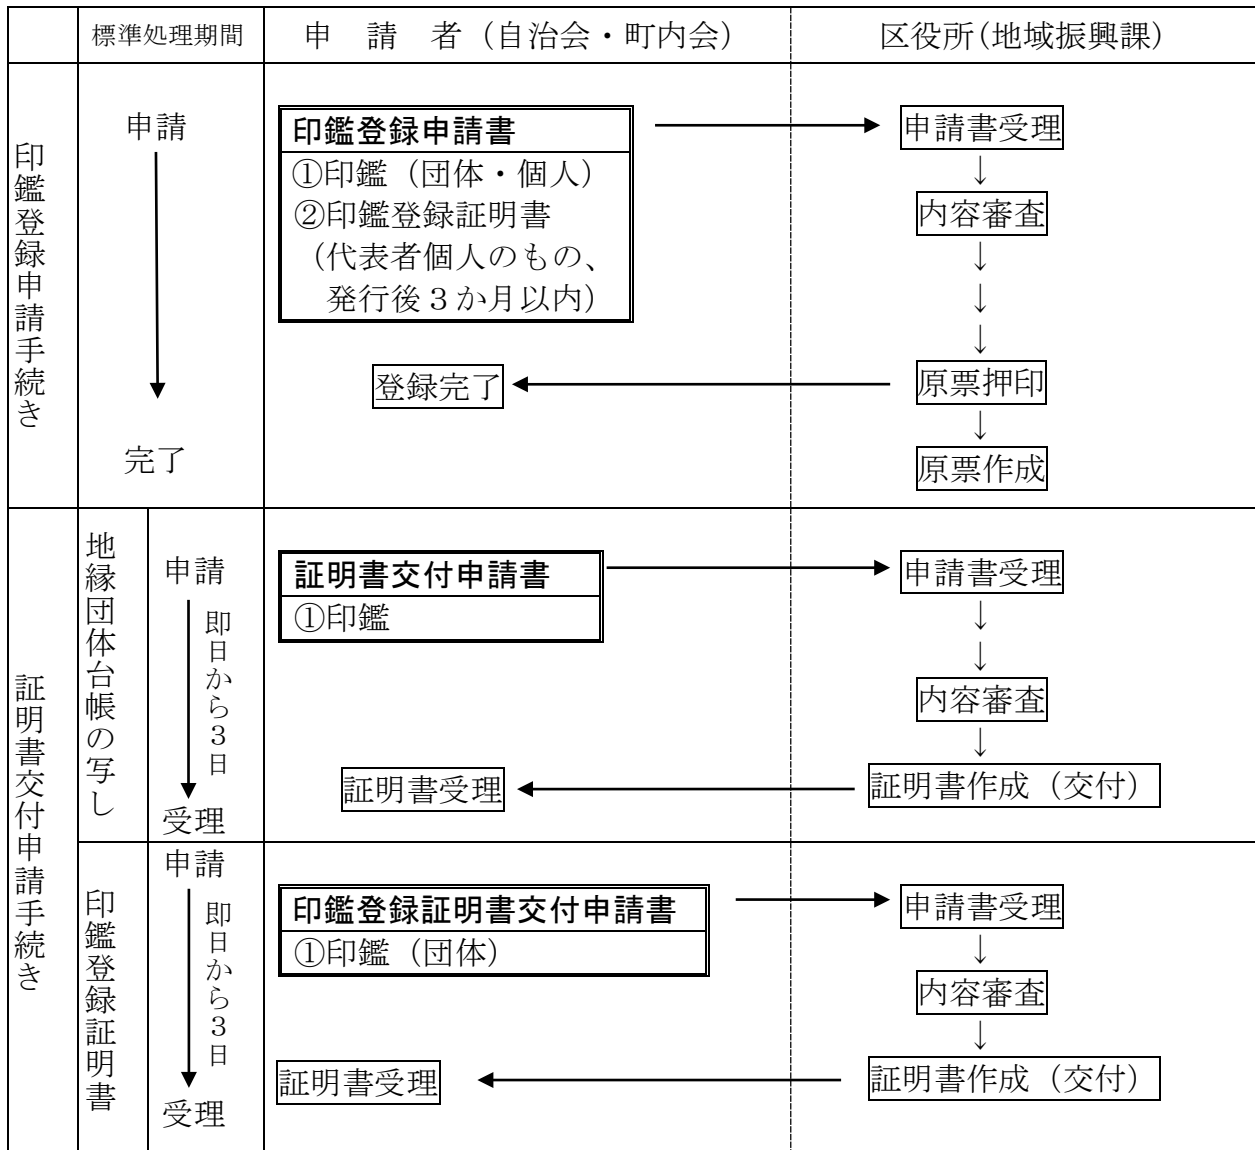 標準処理期間
申　請　者（自治会・町内会）
区役所（地域振興課）
印鑑登録申請手続き
申請
↓
完了
印鑑登録申請書
①印鑑（団体・個人）
②印鑑登録証明書
（代表者個人のもの、
発行後３か月以内）
→
申請書受理
↓
内容審査
↓
↓
↓
原票押印
←
登録完了
↓
原票作成
証明書交付申請手続き
地縁団体台帳の写し
申請
↓
即日から３日
受理
証明書交付申請書
①印鑑
→
申請書受理
↓
↓
内容審査
↓
証明書作成（交付）
←
証明書受理
印鑑登録証明書
申請
↓
即日から３日
受理
印鑑登録証明書交付申請書
①印鑑（団体）
→
申請書受理
↓
内容審査
↓
証明書作成（交付）
←
証明書受理